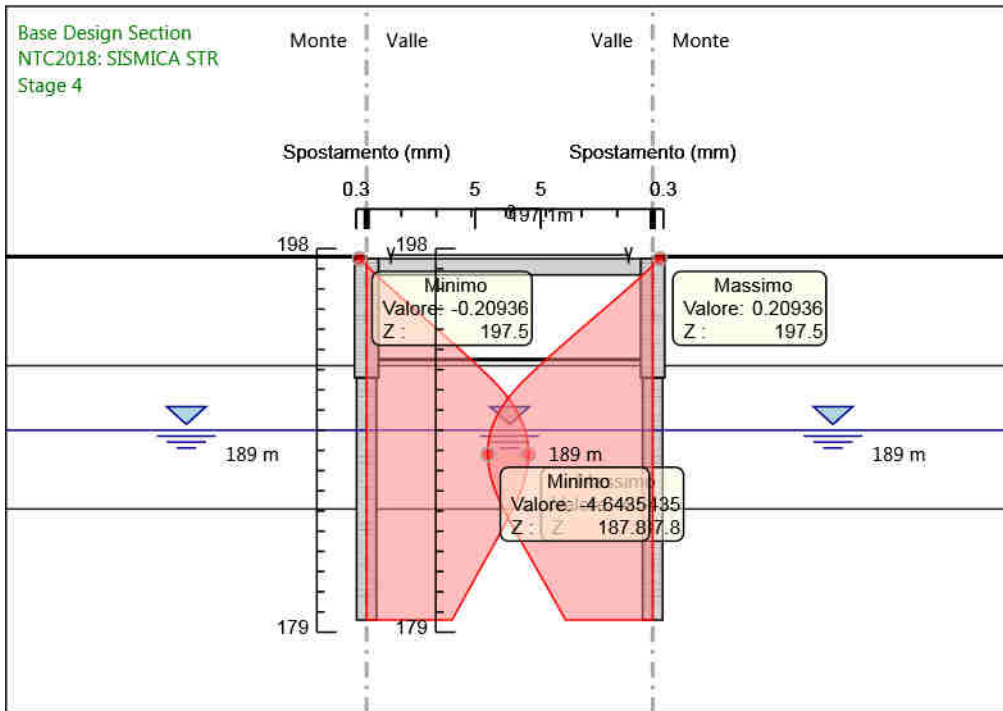 Base Design Section
NTC2018: SISMICA STR
Stage 4
Monte Valle Valle Monte
Spostamento (mm) Spostamento (mm)
0.3 5 5 0.3
197.1m
198 198
Minimo
Valore: -0.20936
Z : 197.5
Massimo
Valore: 0.20936
Z : 197.5
189 m 189 m 189 m
Minimo
Valore: -4.6435
Z : 187.8
179 179